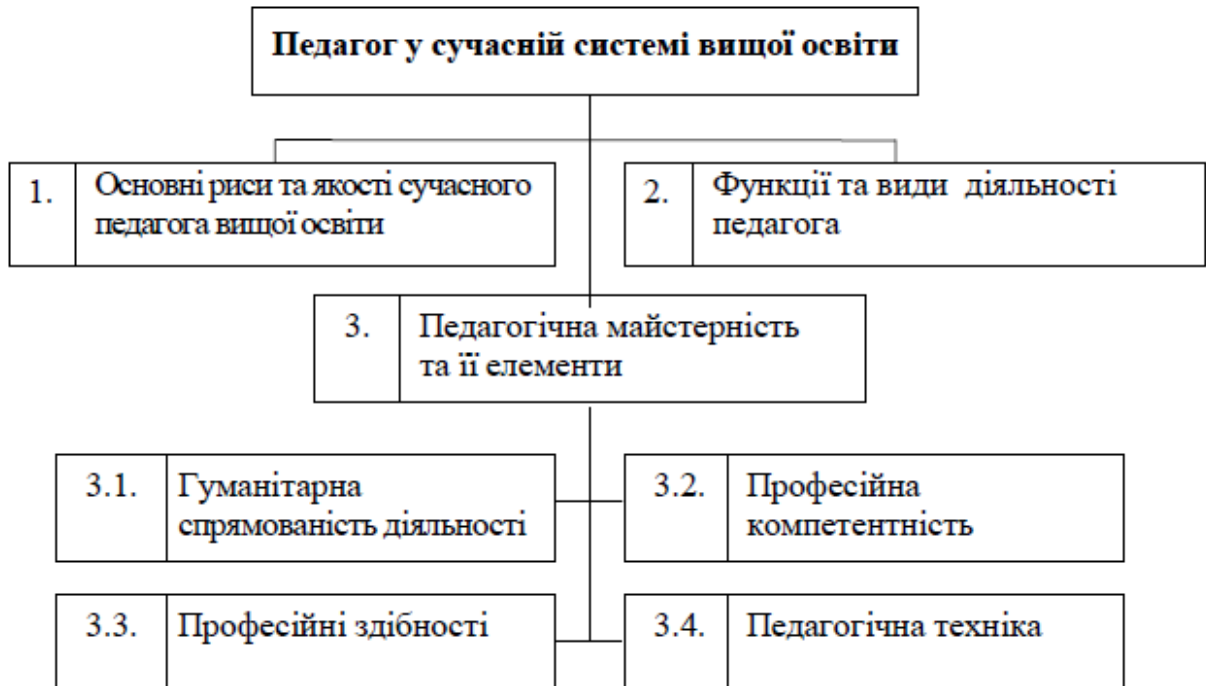 Педагог у сучасній системі вищої освіти
1. Основні риси та якості сучасного
педагога вищої освіти
2. Функції та види діяльності
педагога
3. Педагогічна майстерність
та її елементи
3.1. Гуманітарна
спрямованість діяльності
3.2. Професійна
компетентність
3.3. Професійні здібності
3.4. Педагогічна техніка